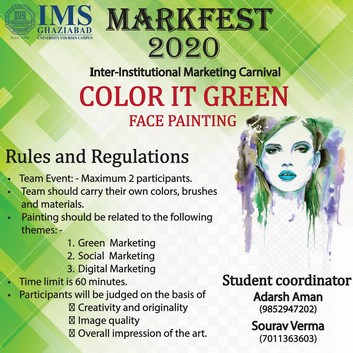 IMS
GHAZIABAD
UNIVERSITY COURSES CAMPUS
MARKFEST
2020
Inter-Institutional Marketing Carnival
COLOR IT GREEN
FACE PAINTING
Rules and Regulations
• Team Event: - Maximum 2 participants.
• Team should carry their own colors, brushes
and materials.
• Painting should be related to the following
themes: -
1. Green Marketing
2. Social Marketing
3. Digital Marketing
• Time limit is 60 minutes.
• Participants will be judged on the basis of
Creativity and originality
Image quality
Overall impression of the art.
Student coordinator
Adarsh Aman
(9852947202)
Sourav Verma
(7011363603)